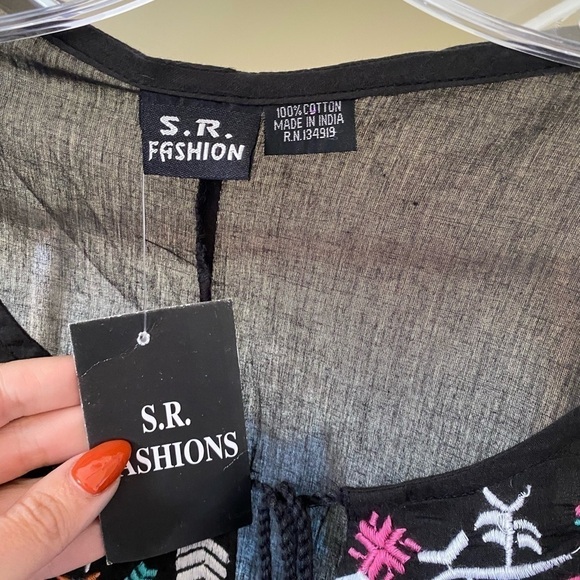 S.R.
FASHION
100% COTTON
MADE IN INDIA
R.N.134919
S.R.
ASHIONS